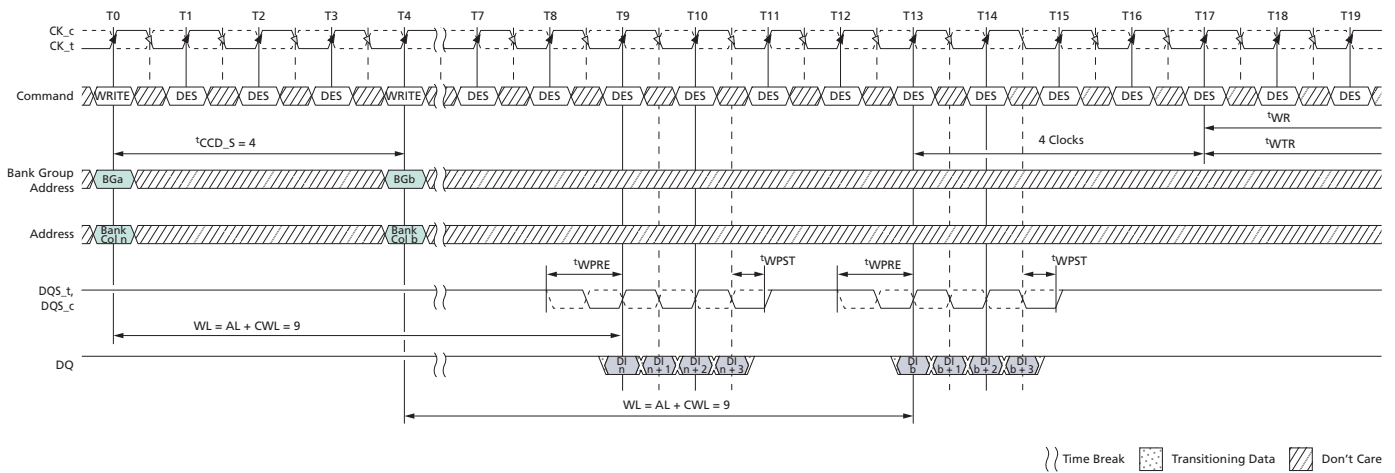 T0 T1 T2 T3 T4 T7 T8 T9 T10 T11 T12 T13 T14 T15 T16 T17 T18 T19
CK_c
CK_t
Command WRITE DES DES DES WRITE DES DES DES DES DES DES DES DES DES DES DES DES DES
tWR
tCCD_S = 4 4 Clocks tWTR
Bank Group
Address
BGa BGb
Address
Bank
Col n
Bank
Col b
tWPRE tWPST tWPRE tWPST
DQS_t,
DQS_c
WL = AL + CWL = 9
DQ
DI
n
DI
n + 1
DI
n + 2
DI
n + 3
DI
b
DI
b + 1
DI
b + 2
DI
b + 3
WL = AL + CWL = 9
Time Break Transitioning Data Don't Care